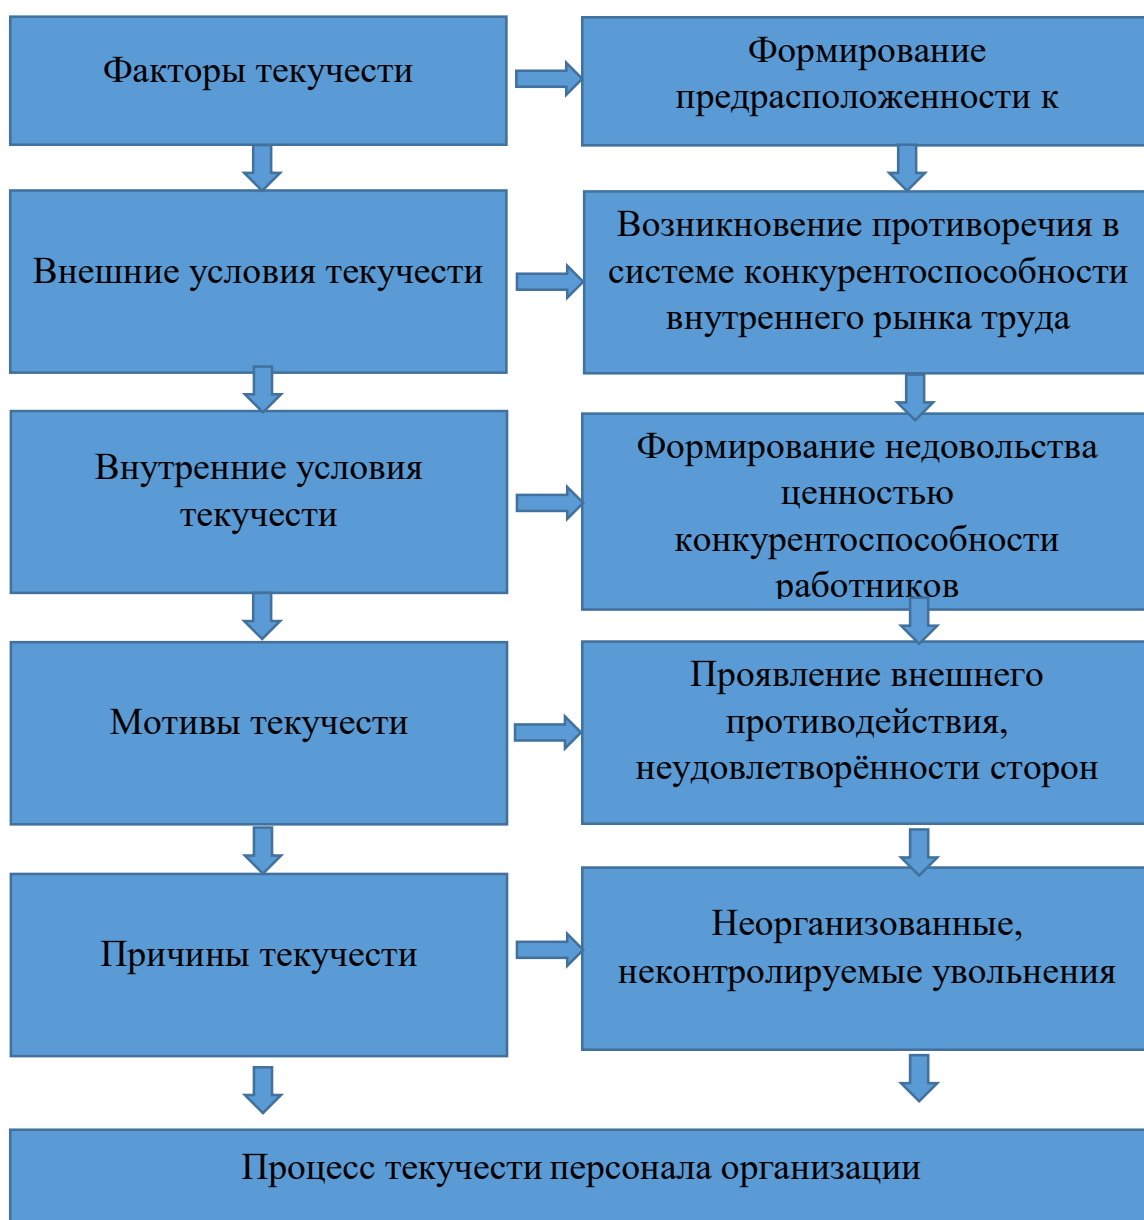 Факторы текучести
Формирование
предрасположенности к
Внешние условия текучести
Возникновение противоречия в
системе конкурентоспособности
внутреннего рынка труда
Внутренние условия
текучести
Формирование недовольства
ценностью
конкурентоспособности
работников
Мотивы текучести
Проявление внешнего
противодействия,
неудовлетворённости сторон
Причины текучести
Неорганизованные,
неконтролируемые увольнения
Процесс текучести персонала организации